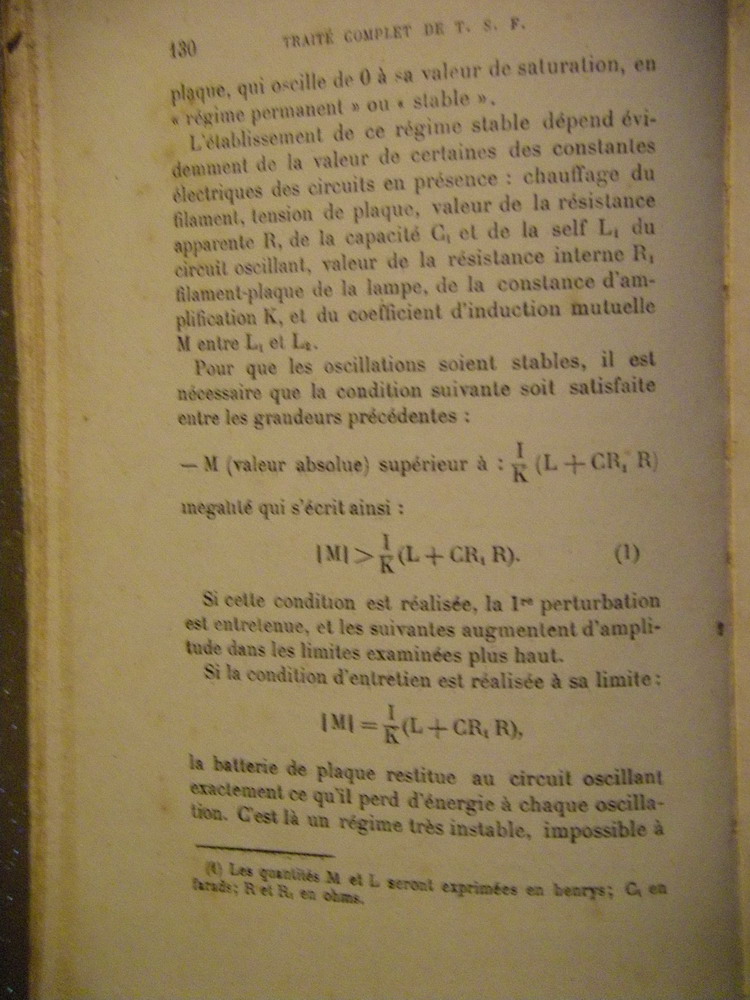 130 TRAITÉ COMPLET DE T. S. F.
plaque, qui oscille de 0 à sa valeur de saturation, en
« régime permanent » ou « stable ».
L'établissement de ce régime stable dépend évi-
demment de la valeur de certaines des constantes
électriques des circuits en présence : chauffage du
filament, tension de plaque, valeur de la résistance
apparente R, de la capacité C₁ et de la self L₁ du
circuit oscillant, valeur de la résistance interne R₁
filament-plaque de la lampe, de la constance d'am-
plification K, et du coefficient d'induction mutuelle
M entre L₁ et L₂.
Pour que les oscillations soient stables, il est
nécessaire que la condition suivante soit satisfaite
entre les grandeurs précédentes :
— M (valeur absolue) supérieur à : I/K (L + CR₁ R)
inégalité qui s'écrit ainsi :
|M| > I/K (L + CR₁ R). (1)
Si cette condition est réalisée, la 1ʳᵉ perturbation
est entretenue, et les suivantes augmentent d'ampli-
tude dans les limites examinées plus haut.
Si la condition d'entretien est réalisée à sa limite :
|M| = I/K (L + CR₁ R),
la batterie de plaque restitue au circuit oscillant
exactement ce qu'il perd d'énergie à chaque oscilla-
tion. C'est là un régime très instable, impossible à
(1) Les quantités M et L seront exprimées en henrys; C₁ en
farads; R et R₁ en ohms.